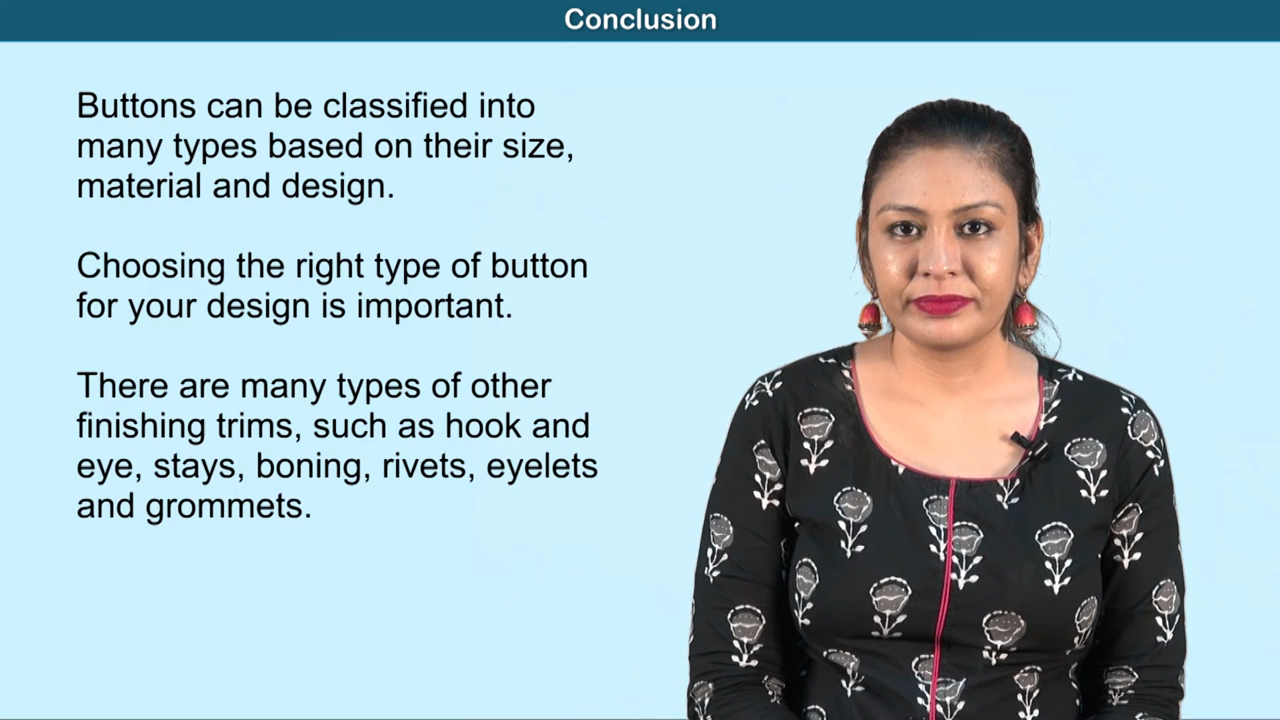 Conclusion
Buttons can be classified into
many types based on their size,
material and design.
Choosing the right type of button
for your design is important.
There are many types of other
finishing trims, such as hook and
eye, stays, boning, rivets, eyelets
and grommets.